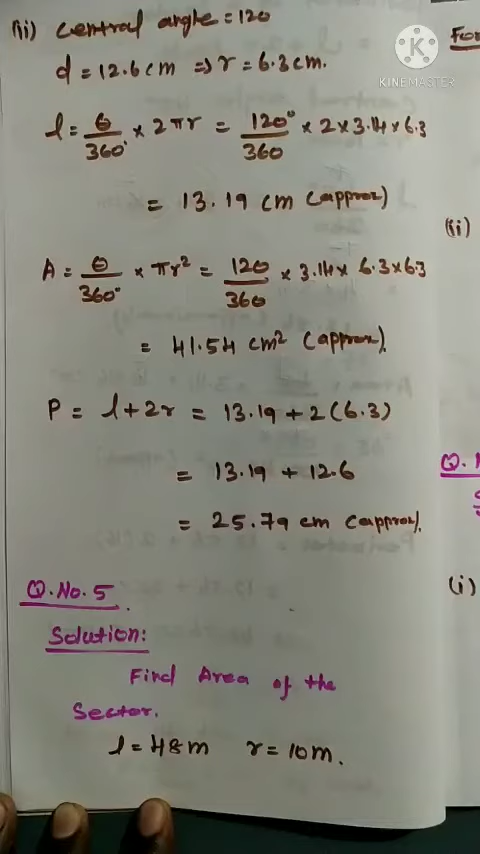 (ii) Central angle = 120
d = 12.6 cm ⇒ r = 6.3 cm.
l = θ/360° × 2πr = 120°/360 × 2 × 3.14 × 6.3
= 13.19 cm (approx)
A = θ/360° × πr² = 120/360 × 3.14 × 6.3 × 6.3
= 41.54 cm² (approx).
P = l + 2r = 13.19 + 2(6.3)
= 13.19 + 12.6
= 25.79 cm (approx).
Q.No.5
Solution:
Find Area of the
Sector.
l = 48m r = 10m.
KINEMASTER
(ii)
(i)